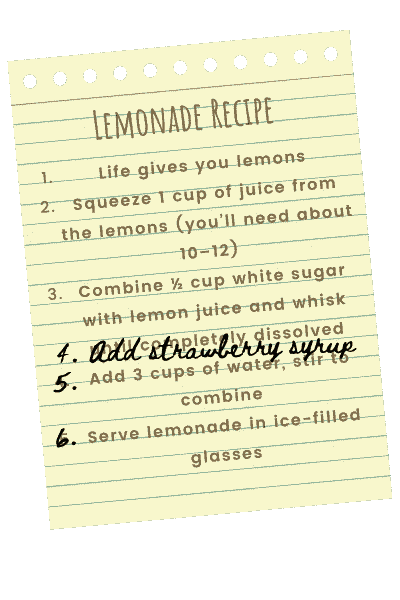 Lemonade Recipe
1. Life gives you lemons
2. Squeeze 1 cup of juice from
the lemons (you'll need about
10–12)
3. Combine ½ cup white sugar
with lemon juice and whisk
until completely dissolved
4. Add strawberry syrup
5. Add 3 cups of water, stir to
combine
6. Serve lemonade in ice-filled
glasses